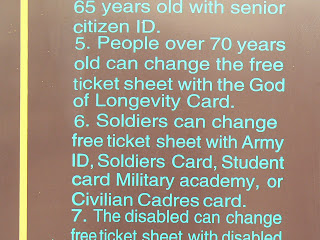 65 years old with senior
citizen ID.
5. People over 70 years
old can change the free
ticket sheet with the God
of Longevity Card.
6. Soldiers can change
free ticket sheet with Army
ID, Soldiers Card, Student
card Military academy, or
Civilian Cadres card.
7. The disabled can change
free ticket sheet with disabled